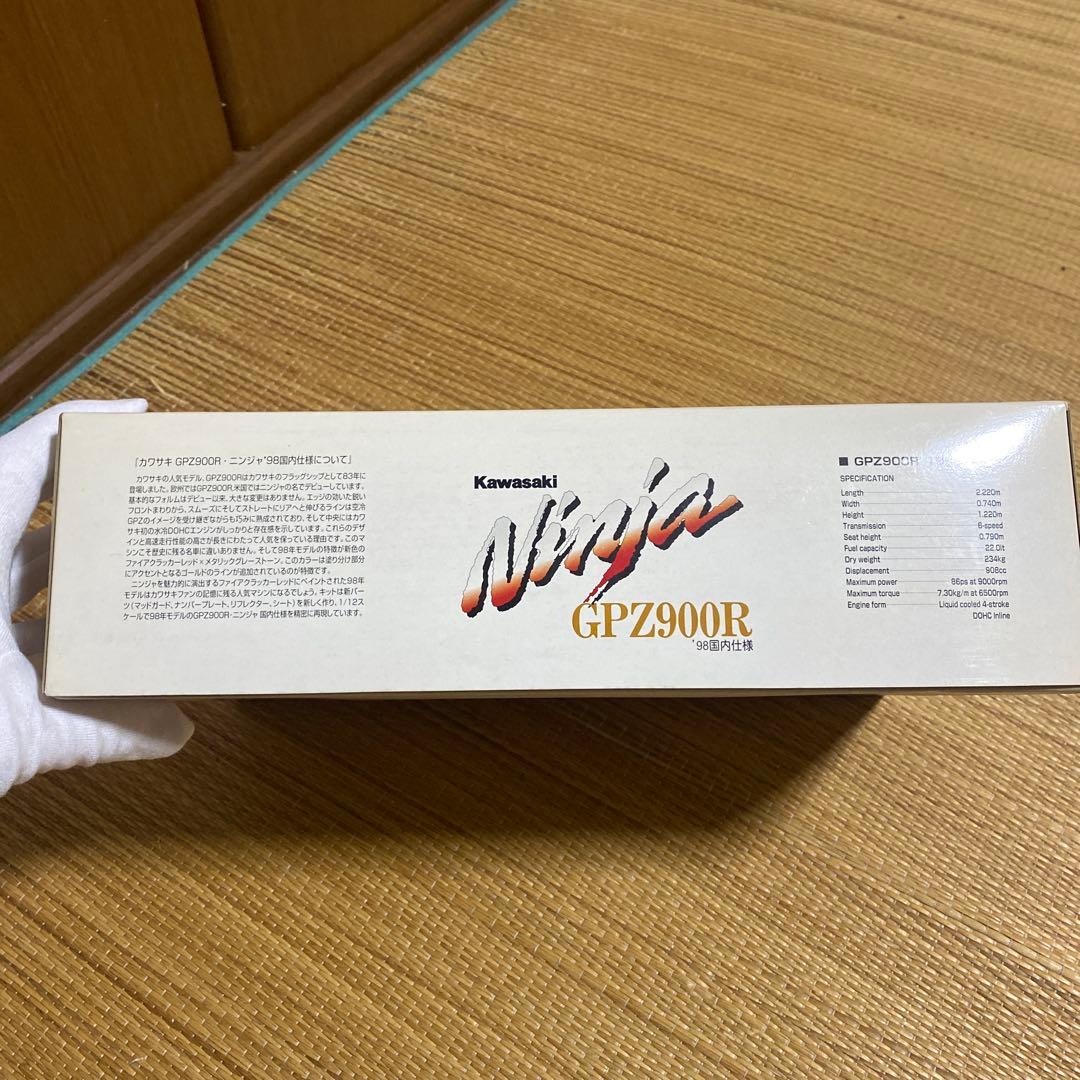 「カワサキ GPZ900R・ニンジャ'98国内仕様について」
カワサキの人気モデル、GPZ900Rはカワサキのフラッグシップとして83年に
登場しました。欧州ではGPZ900R、米国ではニンジャの名でデビューしています。
基本的なフォルムはデビュー以来、大きな変更はありません。エッジの効いた鋭い
フロントまわりから、スムーズにそしてストレートにリアへと伸びるラインは空冷
GPZのイメージを受け継ぎながらも巧みに熟成されており、そして中央にはカワ
サキ初の水冷DOHCエンジンがしっかりと存在感を示しています。これらのデザ
インと高速走行性能の高さが長きにわたって人気を保っている理由です。このマ
シンこそ歴史に残る名車に違いありません。そして98年モデルの特徴が新色の
ファイアクラッカーレッド×メタリックグレーストーン。このカラーは塗り分け部分
にアクセントとなるゴールドのラインが追加されているのが特徴です。
ニンジャを魅力的に演出するファイアクラッカーレッドにペイントされた98年
モデルはカワサキファンの記憶に残る人気マシンになるでしょう。キットは新パー
ツ(マッドガード、ナンバープレート、リフレクター、シート)を新しく作り、1/12ス
ケールで98年モデルのGPZ900R・ニンジャ 国内仕様を精密に再現しています。
Kawasaki
Ninja
GPZ900R
'98国内仕様
■ GPZ900R
SPECIFICATION
Length 2.220m
Width 0.740m
Height 1.220m
Transmission 6-speed
Seat height 0.790m
Fuel capacity 22.0lit
Dry weight 234kg
Displacement 908cc
Maximum power 86ps at 9000rpm
Maximum torque 7.30kg/m at 6500rpm
Engine form Liquid cooled 4-stroke
DOHC Inline